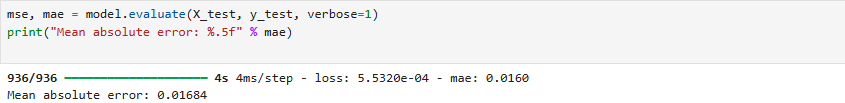 mse, mae = model.evaluate(X_test, y_test, verbose=1)
print("Mean absolute error: %.5f" % mae)
936/936 ━━━━━━━━━━━━━━━━━━━━ 4s 4ms/step - loss: 5.5320e-04 - mae: 0.0160
Mean absolute error: 0.01684